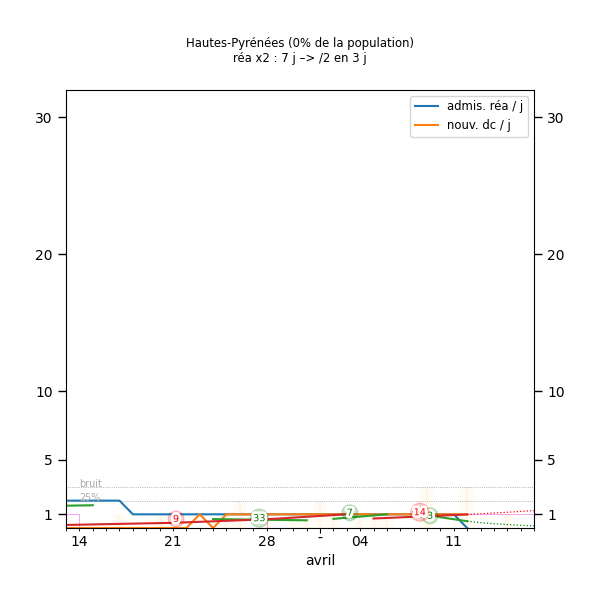 Hautes-Pyrénées (0% de la population)
réa x2 : 7 j –> /2 en 3 j
admis. réa / j
nouv. dc / j
30 30
20 20
10 10
5 5
bruit
25%
1 1
9 33 7 14 3
14 21 28 - 04 11
avril